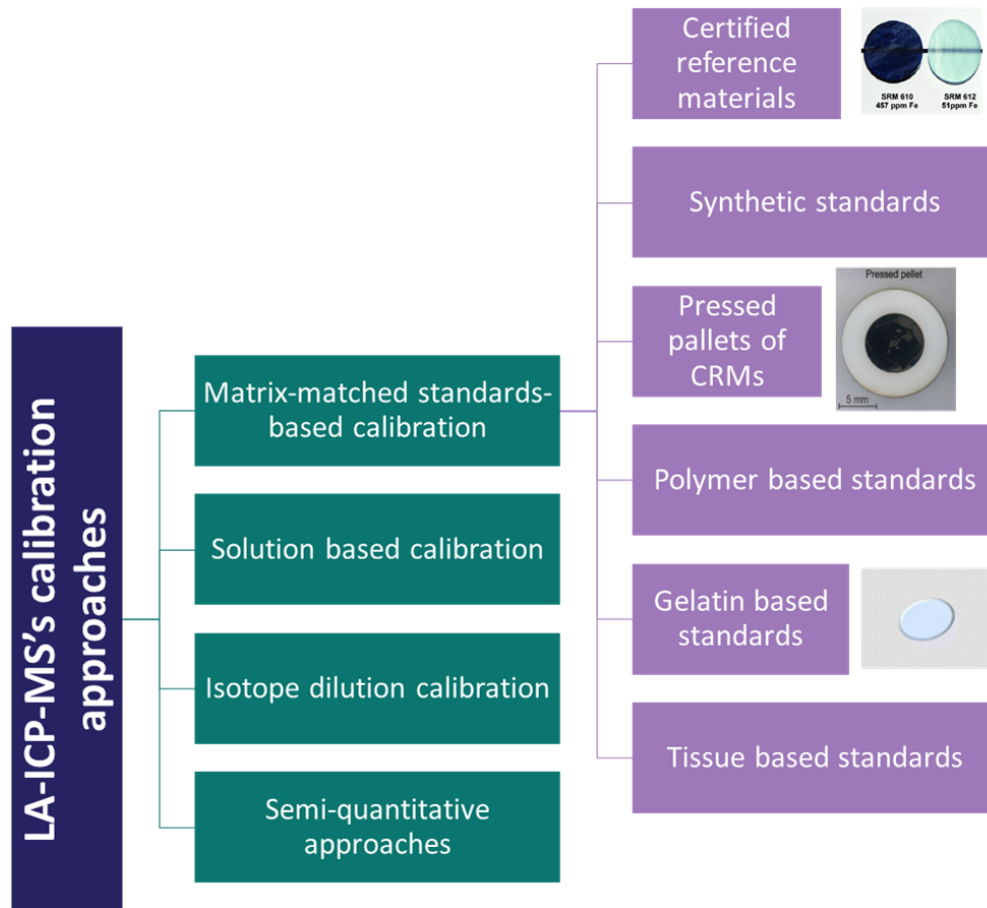 LA-ICP-MS's calibration
approaches
Matrix-matched standards-
based calibration
Solution based calibration
Isotope dilution calibration
Semi-quantitative
approaches
Certified
reference
materials
SRM 610
457 ppm Fe
SRM 612
51ppm Fe
Synthetic standards
Pressed
pallets of
CRMs
Pressed pellet
5 mm
Polymer based standards
Gelatin based
standards
Tissue based standards